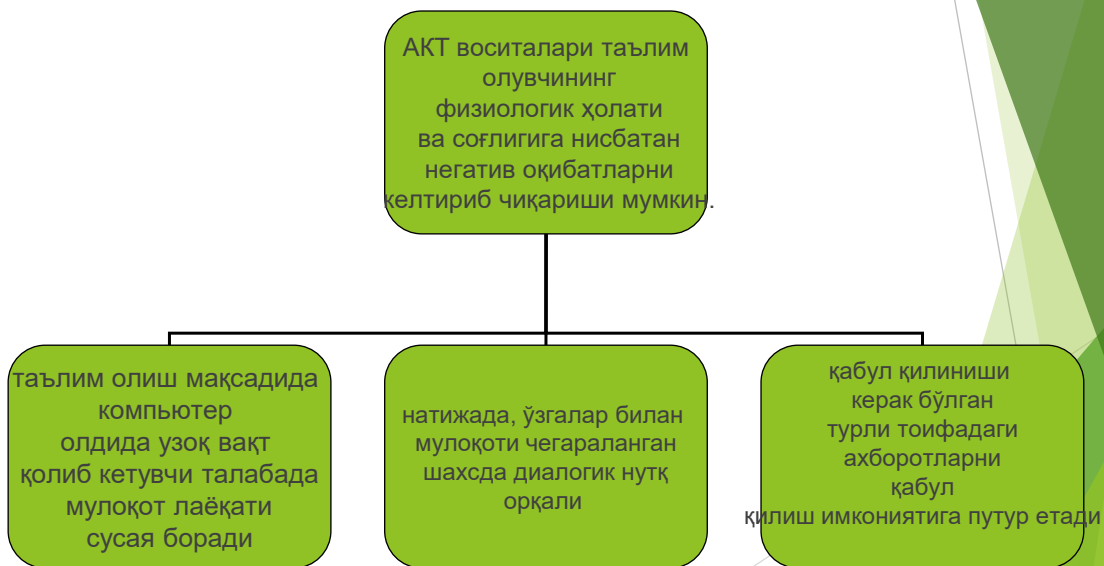 АКТ воситалари таълим
олувчининг
физиологик ҳолати
ва соғлигига нисбатан
негатив оқибатларни
келтириб чиқариши мумкин.
таълим олиш мақсадида
компьютер
олдида узоқ вақт
қолиб кетувчи талабада
мулоқот лаёқати
сусая боради
натижада, ўзгалар билан
мулоқоти чегараланган
шахсда диалогик нутқ
орқали
қабул қилиниши
керак бўлган
турли тоифадаги
ахборотларни
қабул
қилиш имкониятига путур етади